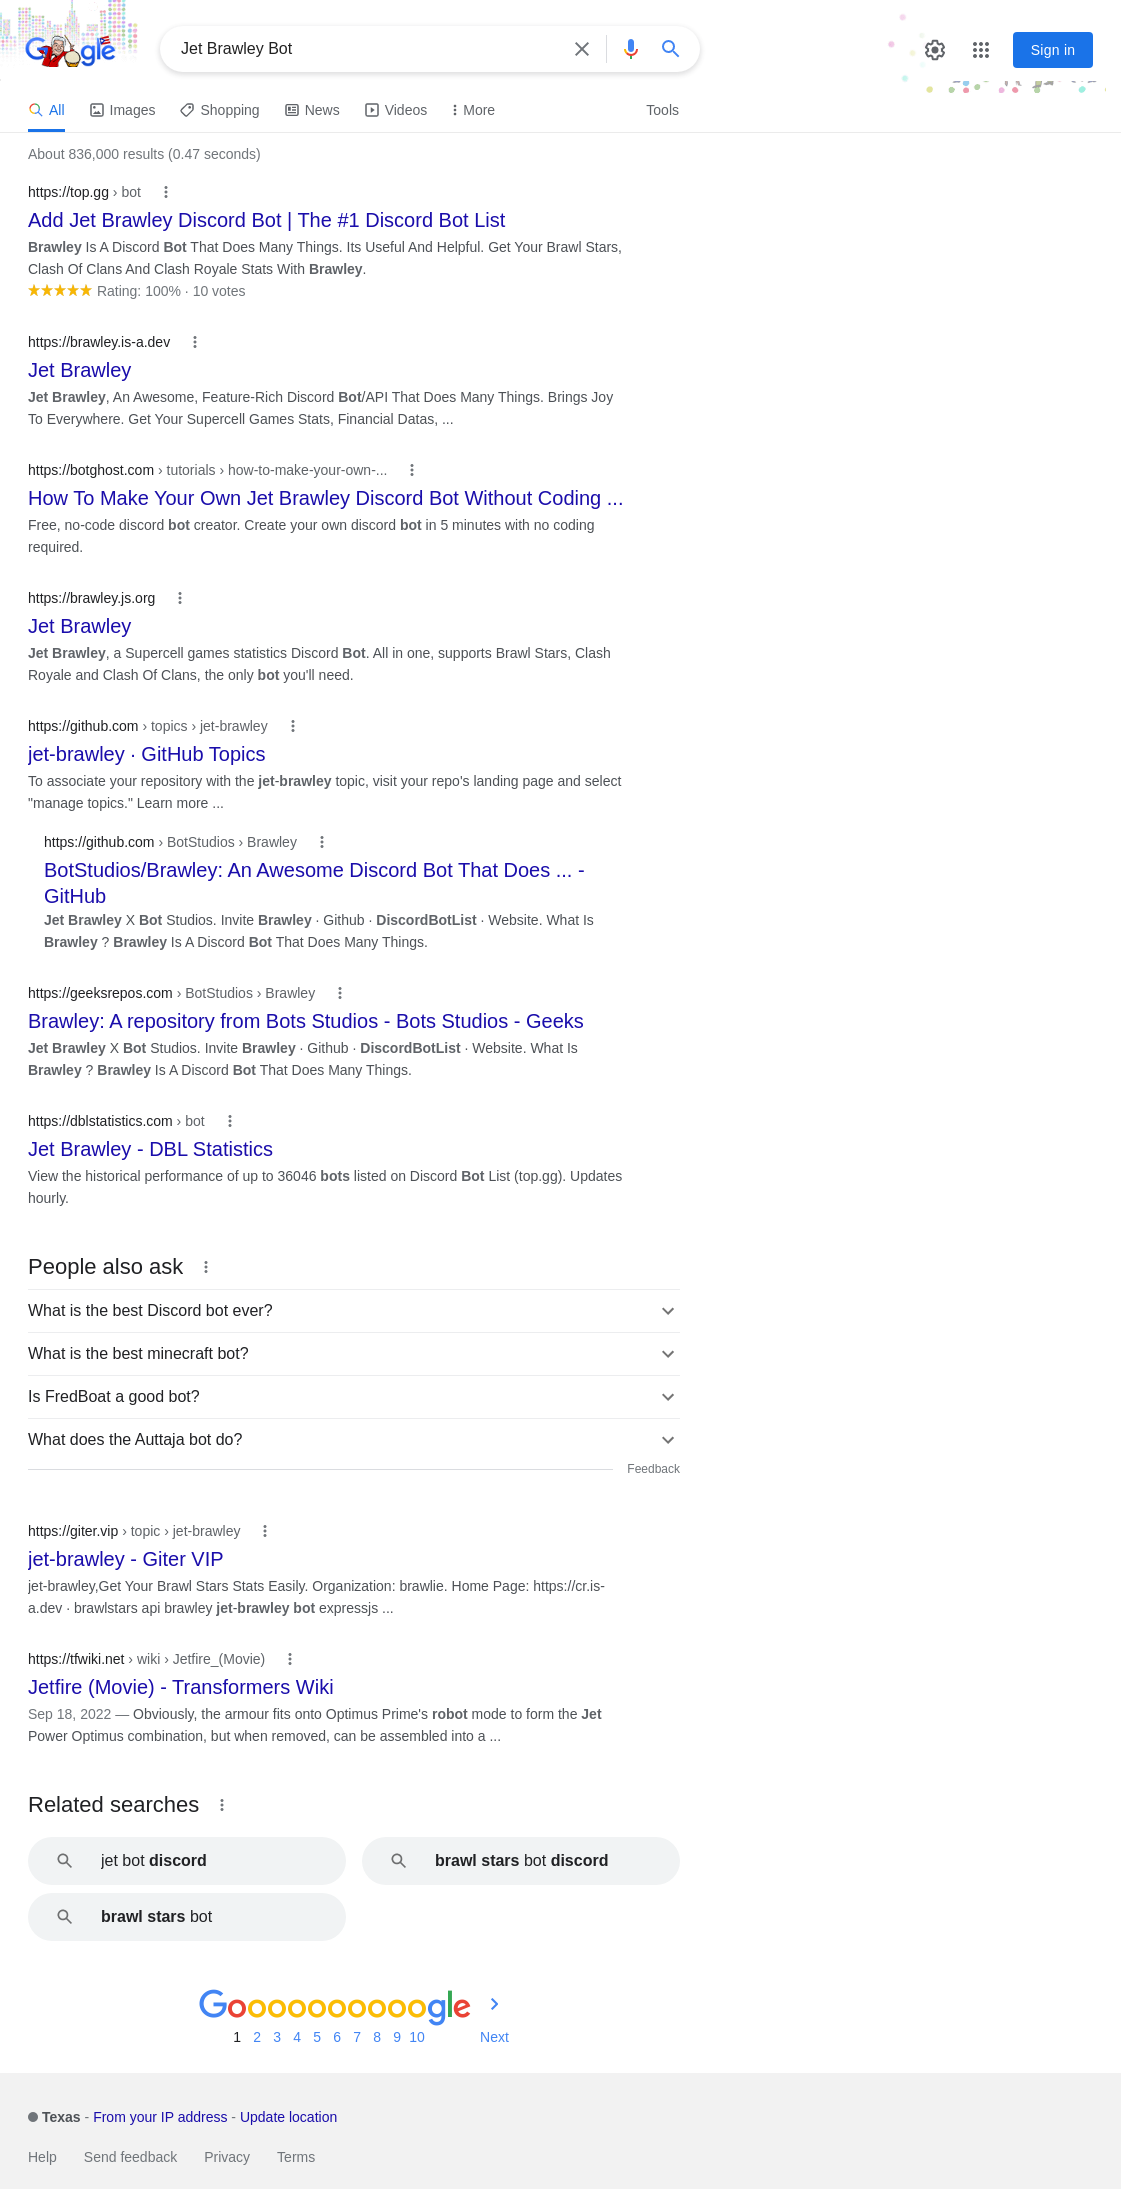 Google
Jet Brawley Bot
Sign in
All Images Shopping News Videos More Tools
About 836,000 results (0.47 seconds)
https://top.gg › bot
Add Jet Brawley Discord Bot | The #1 Discord Bot List
Brawley Is A Discord Bot That Does Many Things. Its Useful And Helpful. Get Your Brawl Stars,
Clash Of Clans And Clash Royale Stats With Brawley.
Rating: 100% · 10 votes
https://brawley.is-a.dev
Jet Brawley
Jet Brawley, An Awesome, Feature-Rich Discord Bot/API That Does Many Things. Brings Joy
To Everywhere. Get Your Supercell Games Stats, Financial Datas, ...
https://botghost.com › tutorials › how-to-make-your-own-...
How To Make Your Own Jet Brawley Discord Bot Without Coding ...
Free, no-code discord bot creator. Create your own discord bot in 5 minutes with no coding
required.
https://brawley.js.org
Jet Brawley
Jet Brawley, a Supercell games statistics Discord Bot. All in one, supports Brawl Stars, Clash
Royale and Clash Of Clans, the only bot you'll need.
https://github.com › topics › jet-brawley
jet-brawley · GitHub Topics
To associate your repository with the jet-brawley topic, visit your repo's landing page and select
"manage topics." Learn more ...
https://github.com › BotStudios › Brawley
BotStudios/Brawley: An Awesome Discord Bot That Does ... -
GitHub
Jet Brawley X Bot Studios. Invite Brawley · Github · DiscordBotList · Website. What Is
Brawley ? Brawley Is A Discord Bot That Does Many Things.
https://geeksrepos.com › BotStudios › Brawley
Brawley: A repository from Bots Studios - Bots Studios - Geeks
Jet Brawley X Bot Studios. Invite Brawley · Github · DiscordBotList · Website. What Is
Brawley ? Brawley Is A Discord Bot That Does Many Things.
https://dblstatistics.com › bot
Jet Brawley - DBL Statistics
View the historical performance of up to 36046 bots listed on Discord Bot List (top.gg). Updates
hourly.
People also ask
What is the best Discord bot ever?
What is the best minecraft bot?
Is FredBoat a good bot?
What does the Auttaja bot do?
Feedback
https://giter.vip › topic › jet-brawley
jet-brawley - Giter VIP
jet-brawley,Get Your Brawl Stars Stats Easily. Organization: brawlie. Home Page: https://cr.is-
a.dev · brawlstars api brawley jet-brawley bot expressjs ...
https://tfwiki.net › wiki › Jetfire_(Movie)
Jetfire (Movie) - Transformers Wiki
Sep 18, 2022 — Obviously, the armour fits onto Optimus Prime's robot mode to form the Jet
Power Optimus combination, but when removed, can be assembled into a ...
Related searches
jet bot discord
brawl stars bot discord
brawl stars bot
Goooooooooogle
1 2 3 4 5 6 7 8 9 10 Next
Texas - From your IP address - Update location
Help Send feedback Privacy Terms